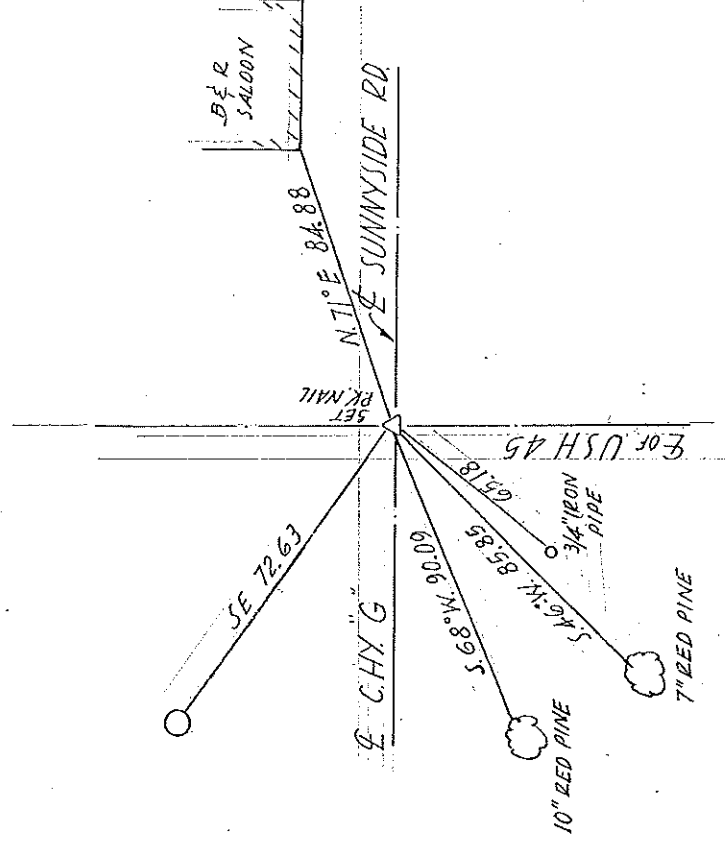 B & R
SALOON
N. 71° E 84.88
℄ SUNNYSIDE RD.
SET
P.K. NAIL
℄ OF USH 45
SE 72.63
℄ C.HY. "G"
S. 68° W. 90.09
S. 46° W. 85.85
65.18
3/4" IRON
PIPE
10" RED PINE
7" RED PINE